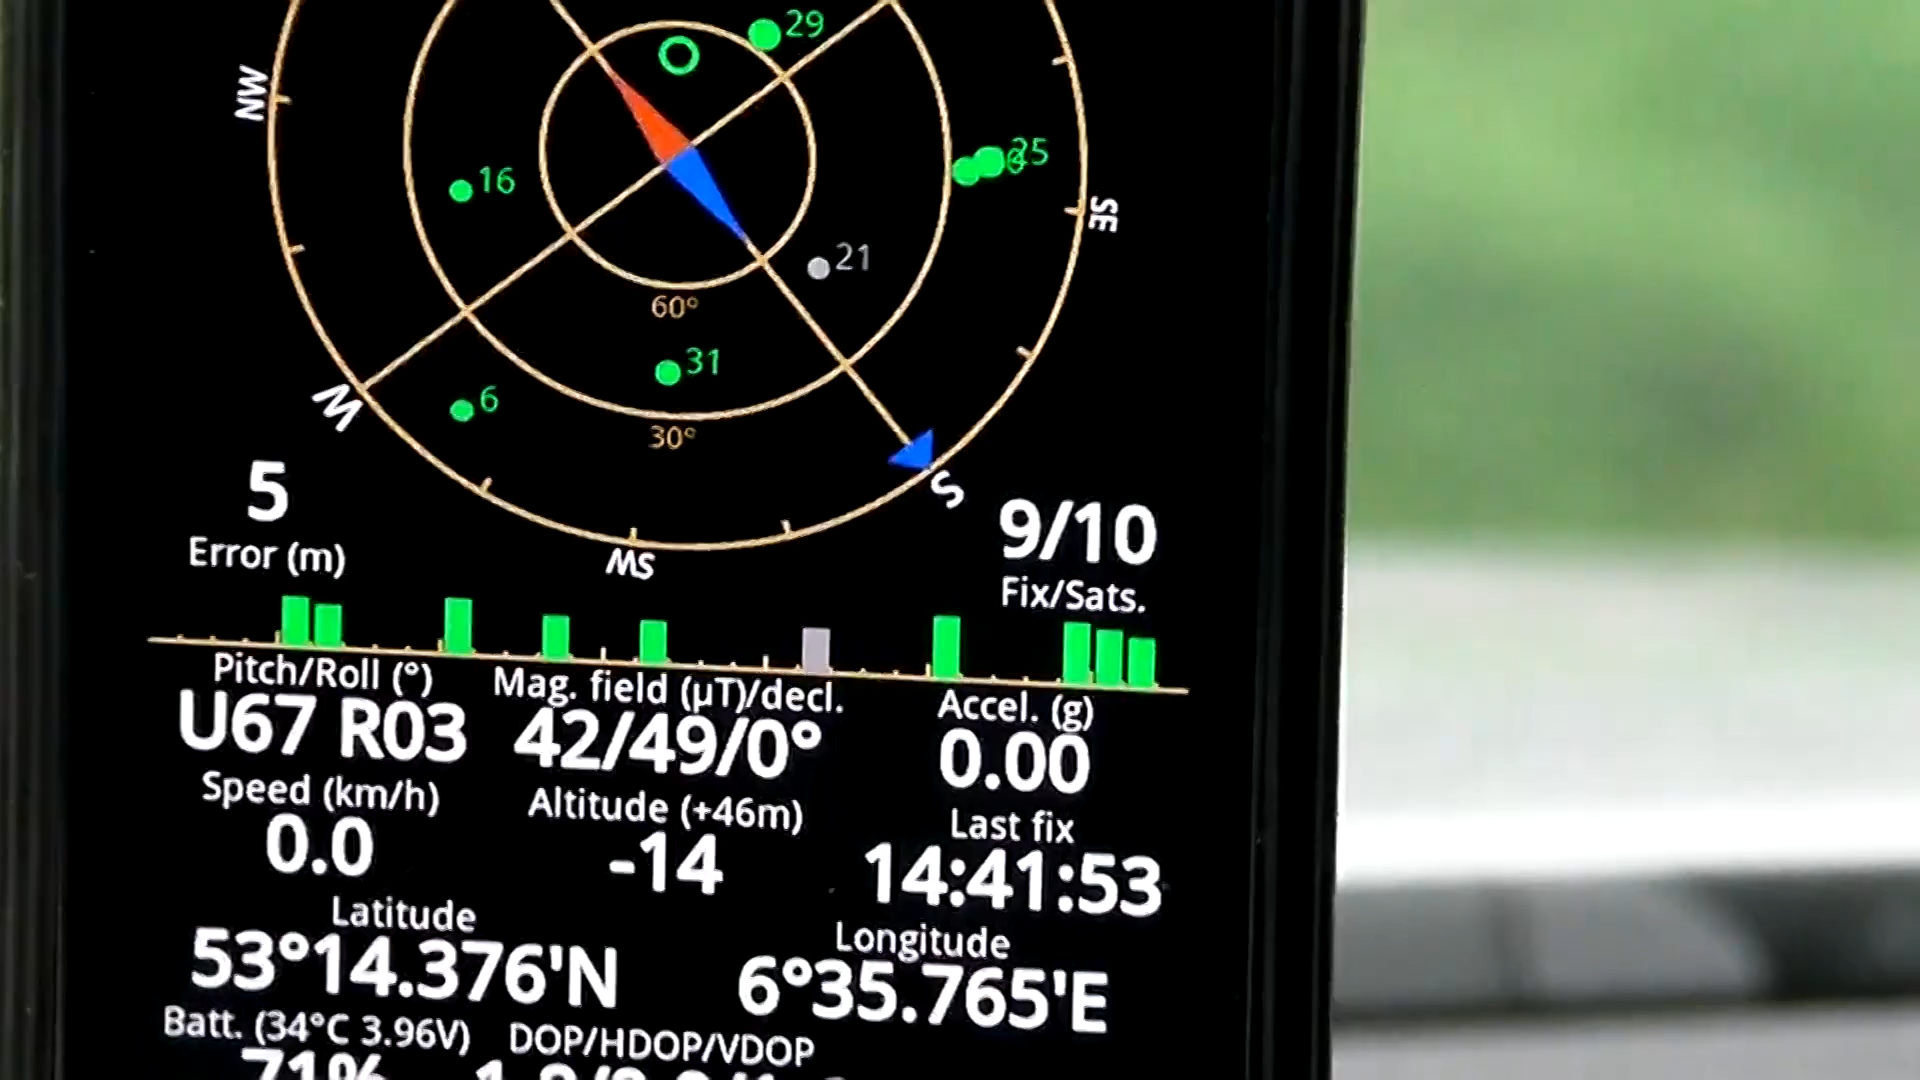 29
NW
25
16
SE
21
60°
31
6
W
30°
5
S
9/10
Error (m)
SW
Fix/Sats.
Pitch/Roll (°) Mag. field (µT)/decl. Accel. (g)
U67 R03 42/49/0° 0.00
Speed (km/h) Altitude (+46m) Last fix
0.0 -14 14:41:53
Latitude Longitude
53°14.376'N 6°35.765'E
Batt. (34°C 3.96V) DOP/HDOP/VDOP
71%